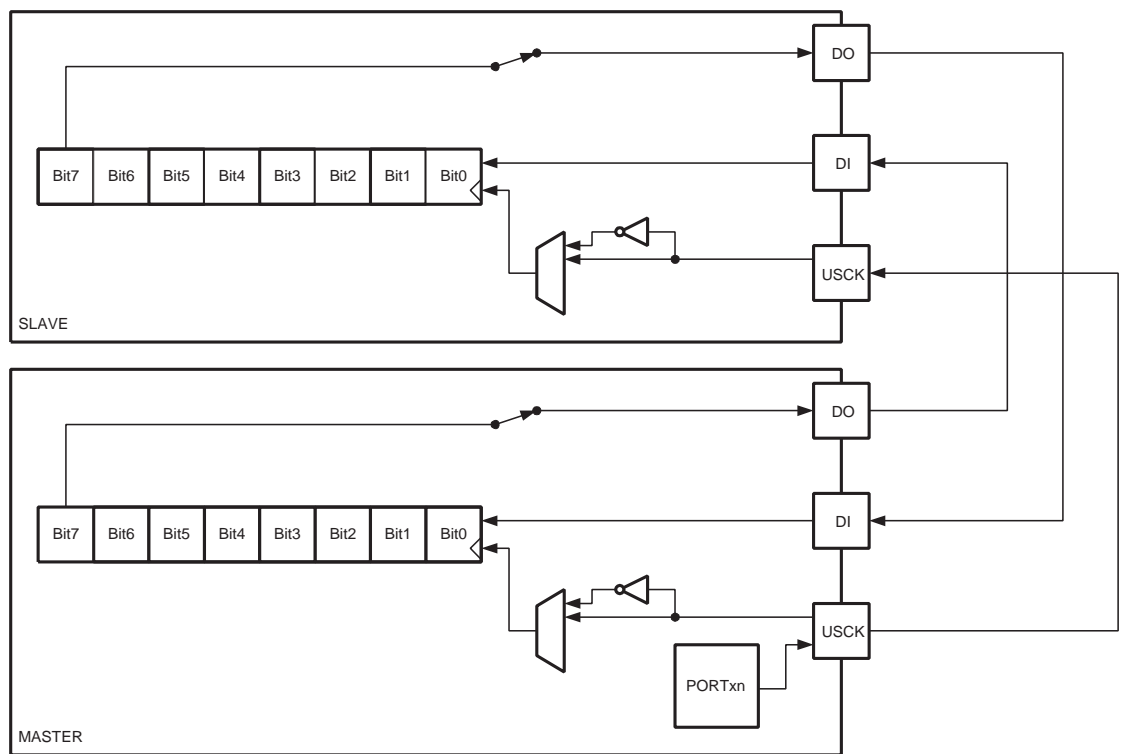 DO
Bit7 Bit6 Bit5 Bit4 Bit3 Bit2 Bit1 Bit0
DI
USCK
SLAVE
DO
Bit7 Bit6 Bit5 Bit4 Bit3 Bit2 Bit1 Bit0
DI
USCK
PORTxn
MASTER